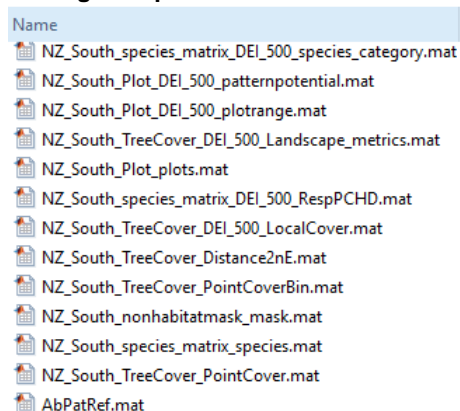 Name
NZ_South_species_matrix_DEI_500_species_category.mat
NZ_South_Plot_DEI_500_patternpotential.mat
NZ_South_Plot_DEI_500_plotrange.mat
NZ_South_TreeCover_DEI_500_Landscape_metrics.mat
NZ_South_Plot_plots.mat
NZ_South_species_matrix_DEI_500_RespPCHD.mat
NZ_South_TreeCover_DEI_500_LocalCover.mat
NZ_South_TreeCover_Distance2nE.mat
NZ_South_TreeCover_PointCoverBin.mat
NZ_South_nonhabitatmask_mask.mat
NZ_South_species_matrix_species.mat
NZ_South_TreeCover_PointCover.mat
AbPatRef.mat